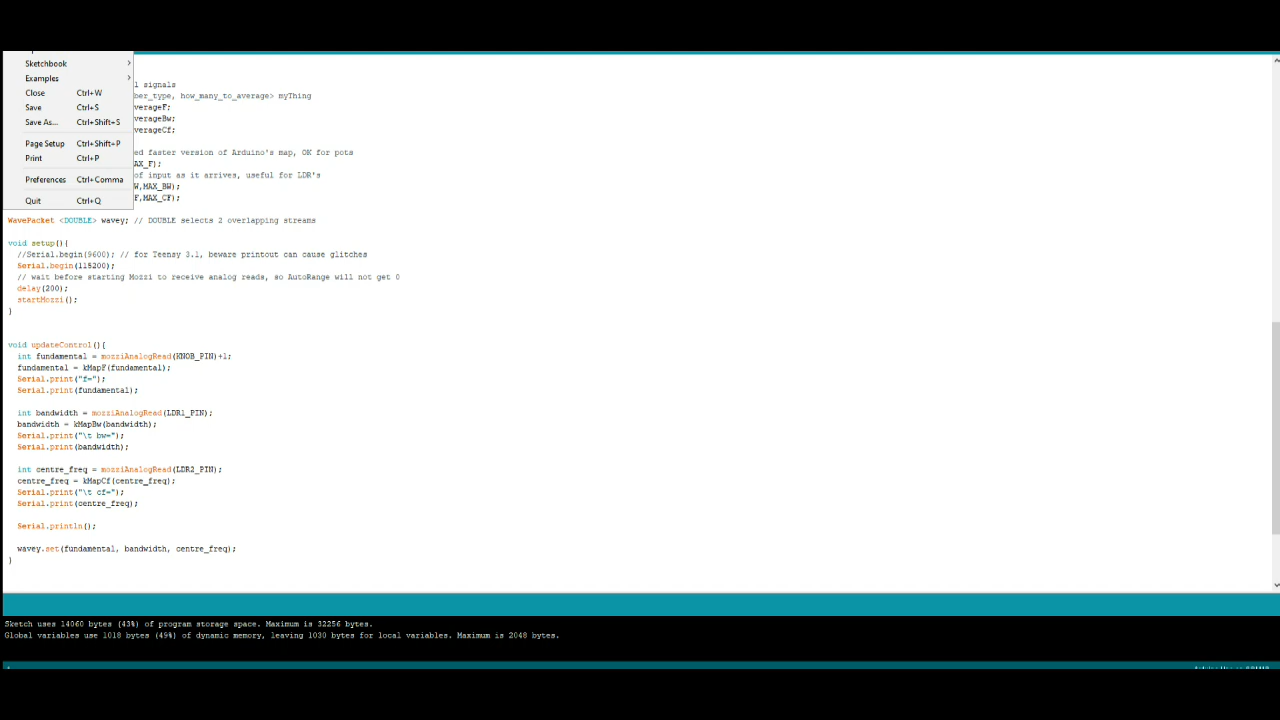 Sketchbook
Examples
Close Ctrl+W
Save Ctrl+S
Save As... Ctrl+Shift+S
Page Setup Ctrl+Shift+P
Print Ctrl+P
Preferences Ctrl+Comma
Quit Ctrl+Q
l signals
ber_type, how_many_to_average> myThing
verageF;
verageBw;
verageCf;
ed faster version of Arduino's map, OK for pots
AX_F);
of input as it arrives, useful for LDR's
W,MAX_BW);
F,MAX_CF);
WavePacket <DOUBLE> wavey; // DOUBLE selects 2 overlapping streams
void setup(){
//Serial.begin(9600); // for Teensy 3.1, beware printout can cause glitches
Serial.begin(115200);
// wait before starting Mozzi to receive analog reads, so AutoRange will not get 0
delay(200);
startMozzi();
}
void updateControl(){
int fundamental = mozziAnalogRead(KNOB_PIN)+1;
fundamental = kMapF(fundamental);
Serial.print("f=");
Serial.print(fundamental);
int bandwidth = mozziAnalogRead(LDR1_PIN);
bandwidth = kMapBw(bandwidth);
Serial.print("\t bw=");
Serial.print(bandwidth);
int centre_freq = mozziAnalogRead(LDR2_PIN);
centre_freq = kMapCf(centre_freq);
Serial.print("\t cf=");
Serial.print(centre_freq);
Serial.println();
wavey.set(fundamental, bandwidth, centre_freq);
}
Sketch uses 14060 bytes (43%) of program storage space. Maximum is 32256 bytes.
Global variables use 1018 bytes (49%) of dynamic memory, leaving 1030 bytes for local variables. Maximum is 2048 bytes.